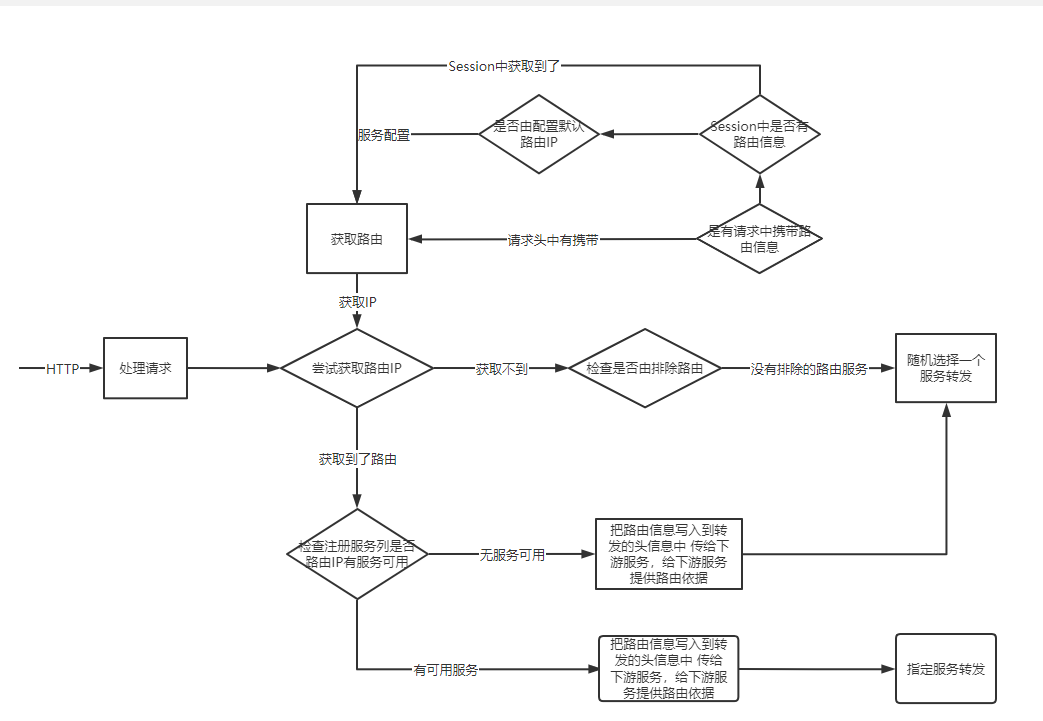 Session中获取到了
服务配置
是否由配置默认
路由IP
Session中是否有
路由信息
获取路由
请求头中有携带
是有请求中携带路
由信息
获取IP
HTTP
处理请求
尝试获取路由IP
获取不到
检查是否由排除路由
没有排除的路由服务
随机选择一个
服务转发
获取到了路由
检查注册服务列是否
路由IP有服务可用
无服务可用
把路由信息写入到转
发的头信息中 传给下
游服务，给下游服务
提供路由依据
有可用服务
把路由信息写入到转
发的头信息中 传给
下游服务，给下游服
务提供路由依据
指定服务转发